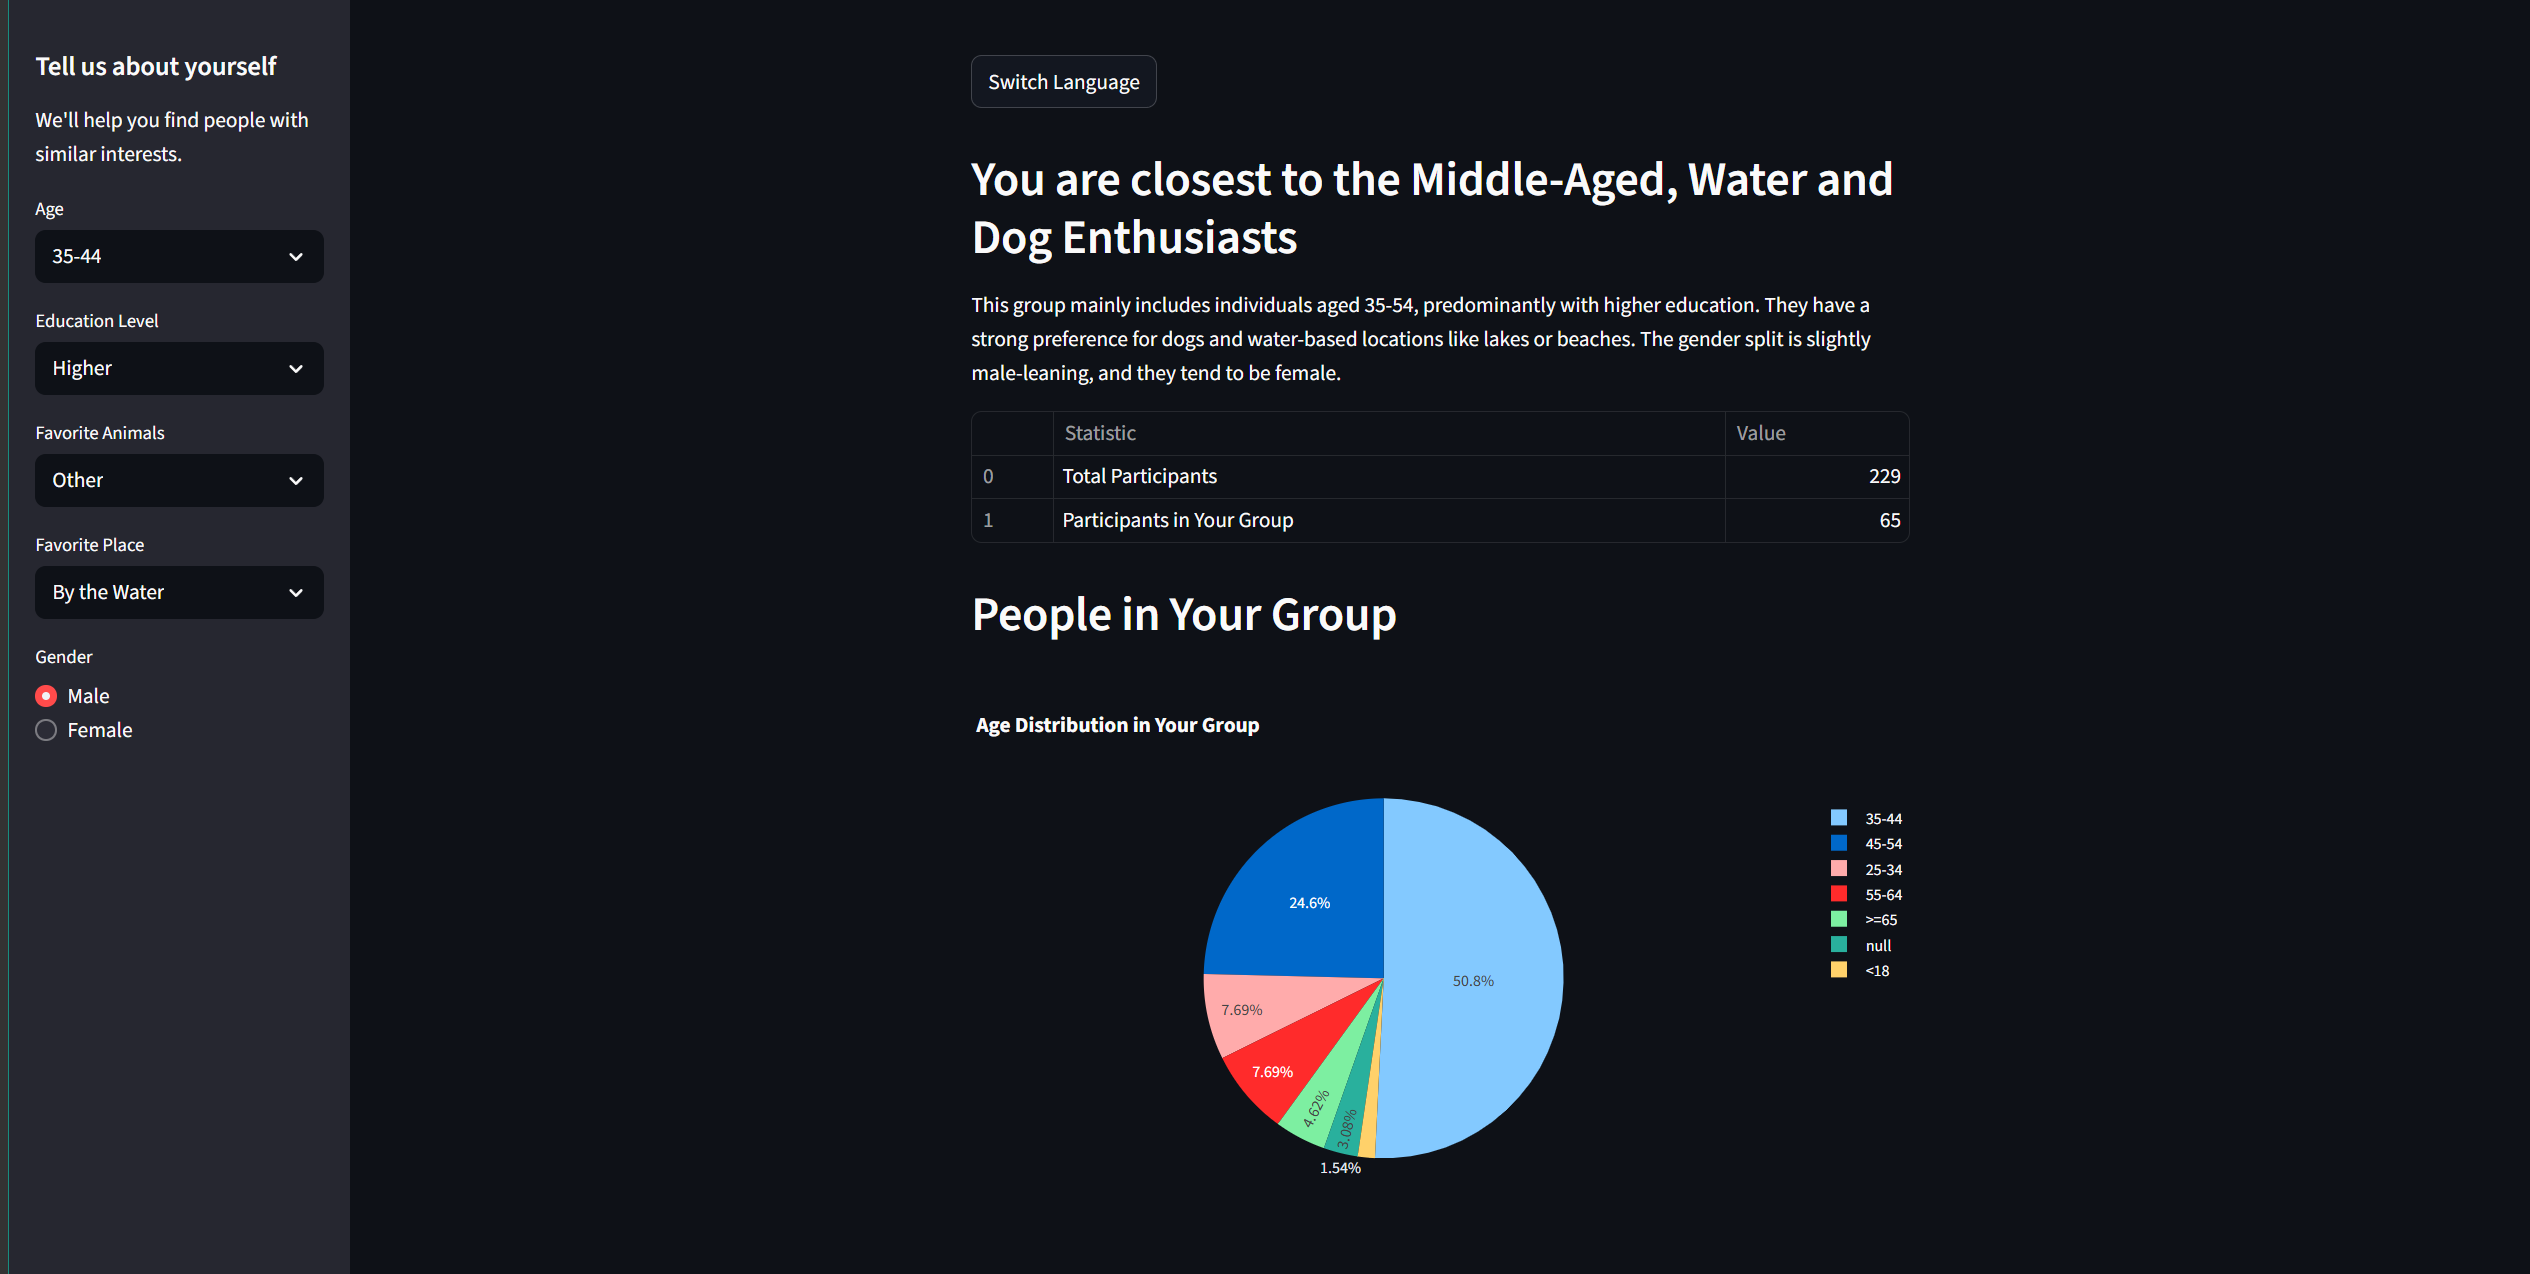 Tell us about yourself
We'll help you find people with
similar interests.
Age
35-44
Education Level
Higher
Favorite Animals
Other
Favorite Place
By the Water
Gender
Male
Female
Switch Language
You are closest to the Middle-Aged, Water and
Dog Enthusiasts
This group mainly includes individuals aged 35-54, predominantly with higher education. They have a
strong preference for dogs and water-based locations like lakes or beaches. The gender split is slightly
male-leaning, and they tend to be female.
Statistic Value
0 Total Participants 229
1 Participants in Your Group 65
People in Your Group
Age Distribution in Your Group
24.6%
50.8%
7.69%
7.69%
4.62%
3.08%
1.54%
35-44
45-54
25-34
55-64
>=65
null
<18